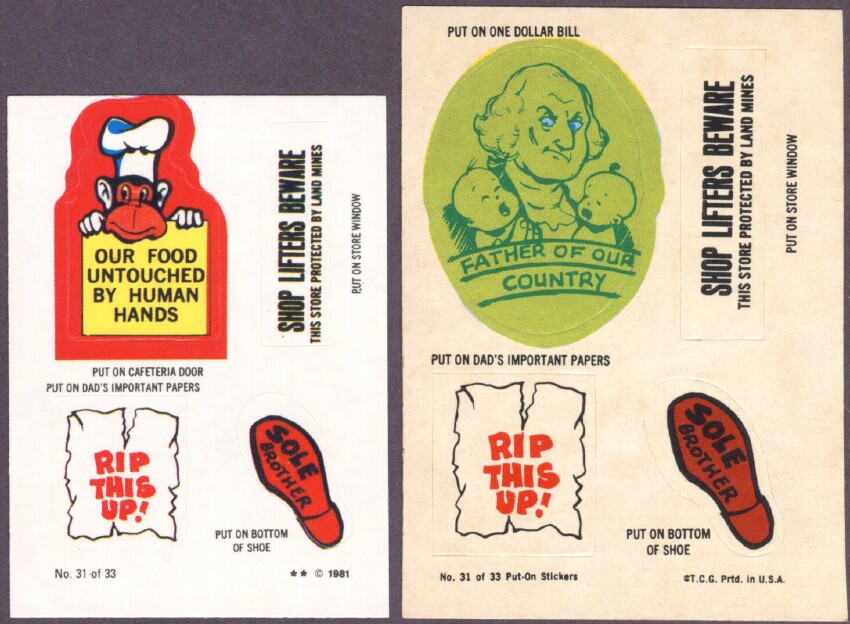 OUR FOOD
UNTOUCHED
BY HUMAN
HANDS
SHOP LIFTERS BEWARE
THIS STORE PROTECTED BY LAND MINES
PUT ON STORE WINDOW
PUT ON CAFETERIA DOOR
PUT ON DAD'S IMPORTANT PAPERS
RIP
THIS
UP!
SOLE
BROTHER
PUT ON BOTTOM
OF SHOE
No. 31 of 33
** © 1981
PUT ON ONE DOLLAR BILL
FATHER OF OUR
COUNTRY
SHOP LIFTERS BEWARE
THIS STORE PROTECTED BY LAND MINES
PUT ON STORE WINDOW
PUT ON DAD'S IMPORTANT PAPERS
RIP
THIS
UP!
SOLE
BROTHER
PUT ON BOTTOM
OF SHOE
No. 31 of 33 Put-On Stickers
©T.C.G. Prtd. in U.S.A.